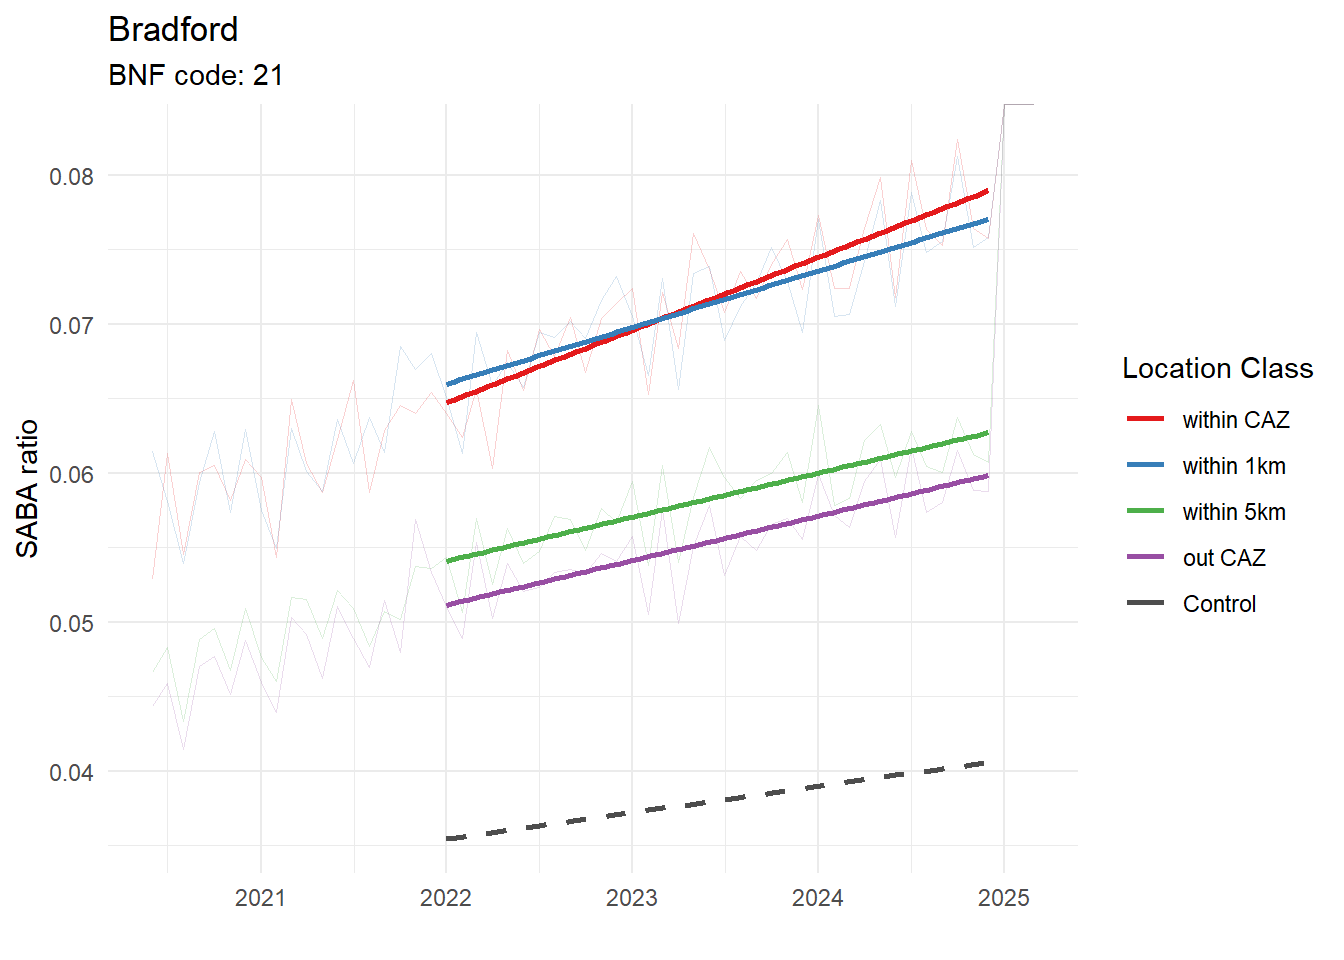 Bradford
BNF code: 21
SABA ratio
0.08
0.07
0.06
0.05
0.04
2021
2022
2023
2024
2025
Location Class
within CAZ
within 1km
within 5km
out CAZ
Control